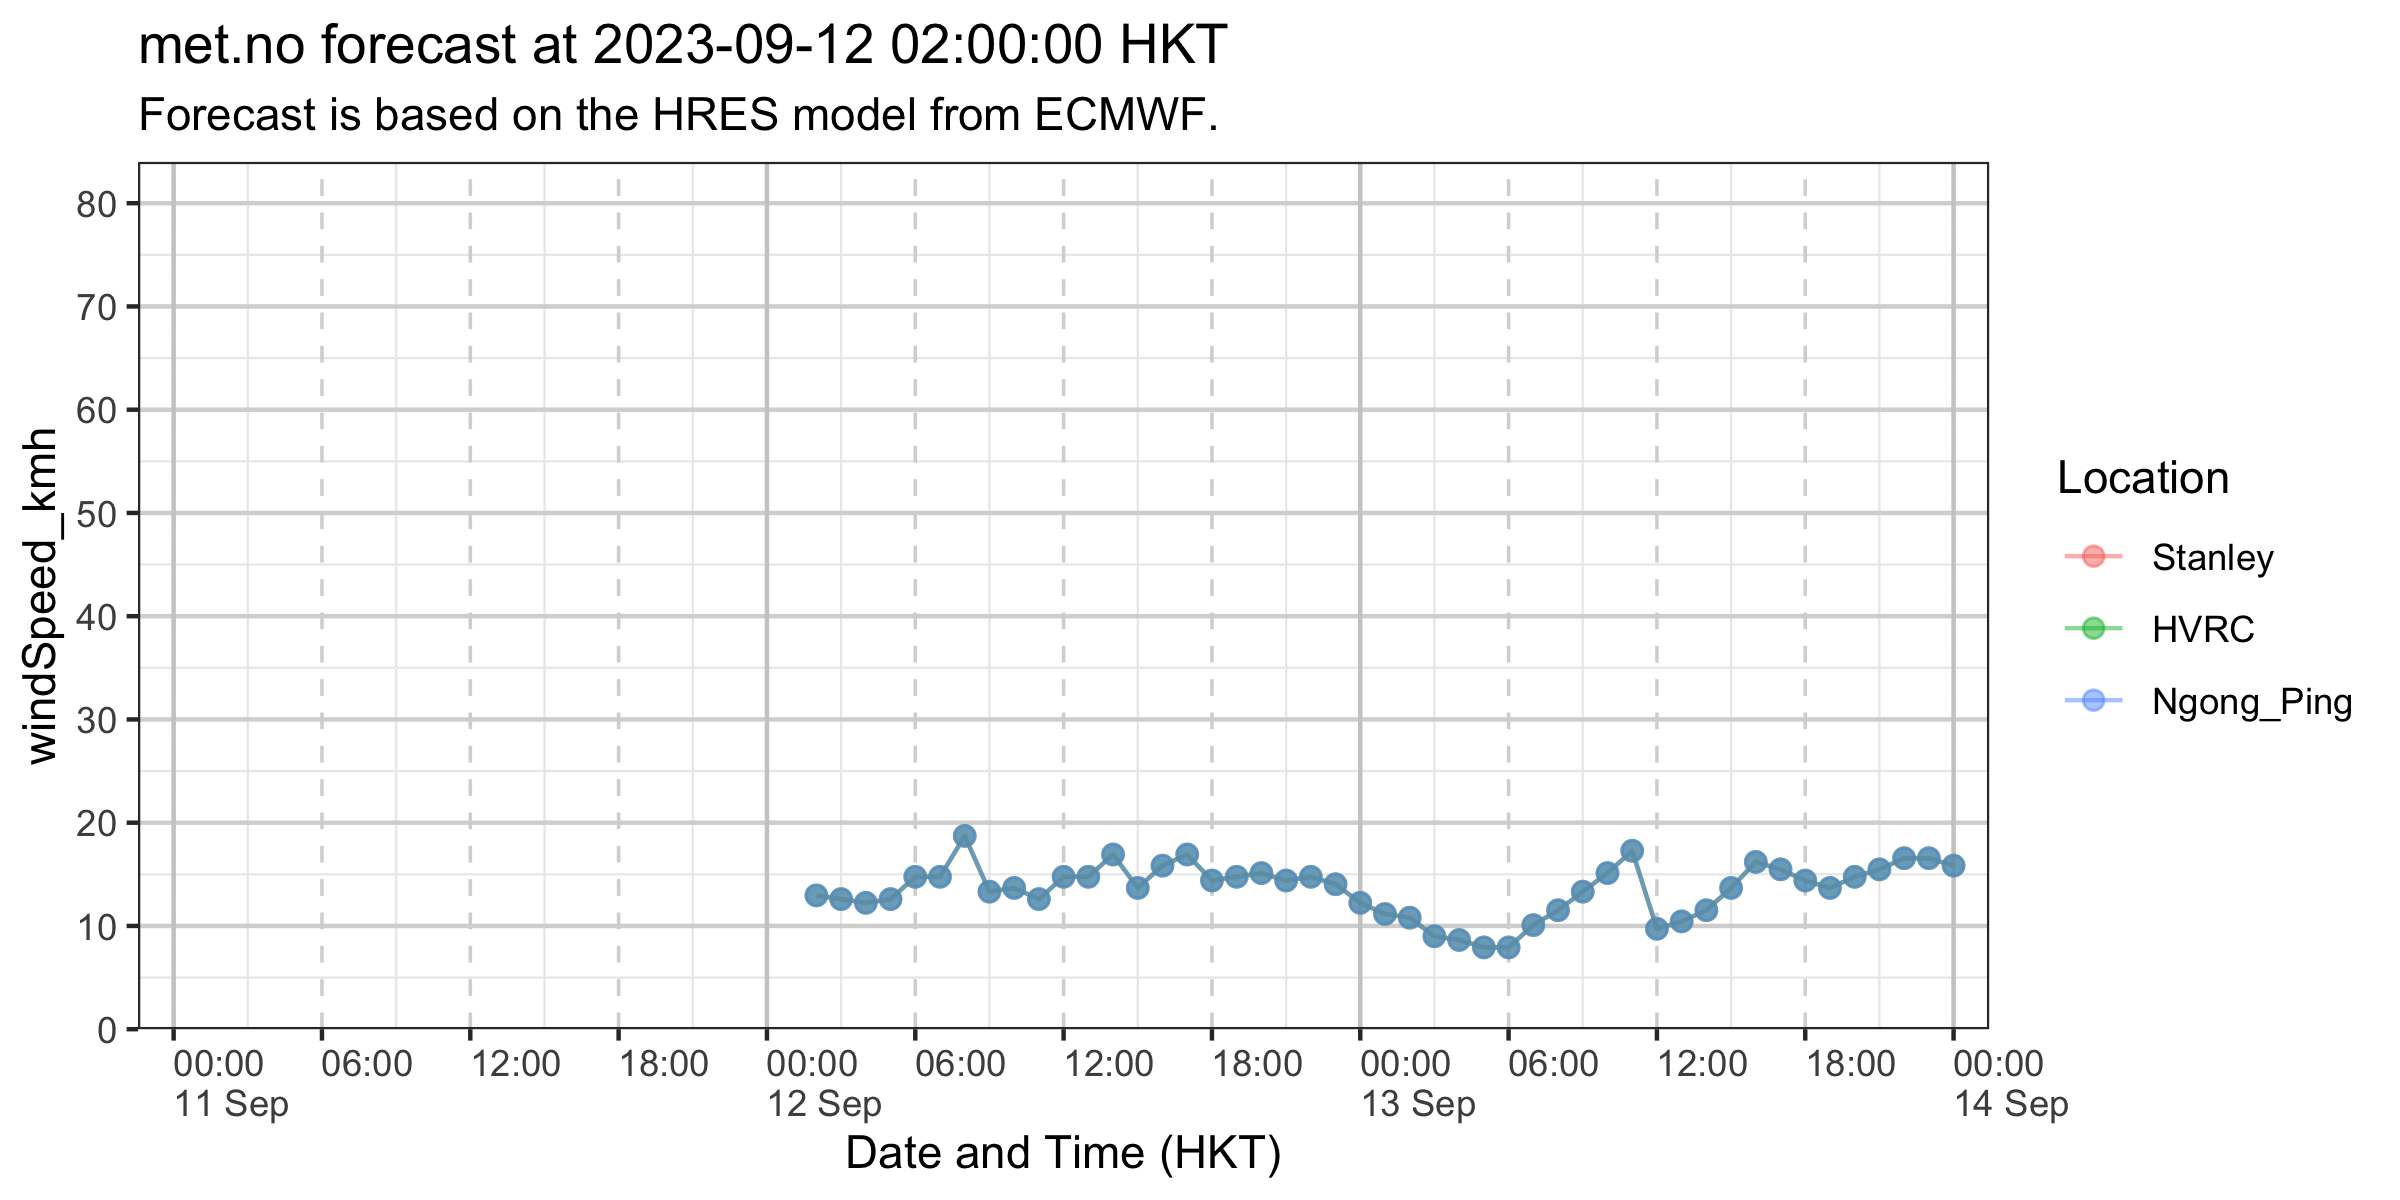 met.no forecast at 2023-09-12 02:00:00 HKT
Forecast is based on the HRES model from ECMWF.
windSpeed_kmh
80
70
60
50
40
30
20
10
0
00:00 06:00 12:00 18:00 00:00 06:00 12:00 18:00 00:00 06:00 12:00 18:00 00:00
11 Sep 12 Sep 13 Sep 14 Sep
Date and Time (HKT)
Location
Stanley
HVRC
Ngong_Ping